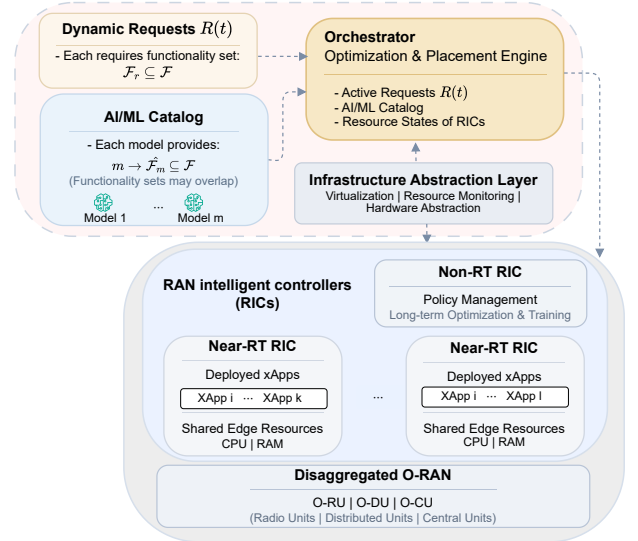 Dynamic Requests R(t)
- Each requires functionality set:
ℱᵣ ⊆ ℱ
AI/ML Catalog
- Each model provides:
m → ℱ̂ₘ ⊆ ℱ
(Functionality sets may overlap)
Model 1 ... Model m
Orchestrator
Optimization & Placement Engine
- Active Requests R(t)
- AI/ML Catalog
- Resource States of RICs
Infrastructure Abstraction Layer
Virtualization | Resource Monitoring |
Hardware Abstraction
RAN intelligent controllers
(RICs)
Non-RT RIC
Policy Management
Long-term Optimization & Training
Near-RT RIC
Deployed xApps
XApp i ... XApp k
Shared Edge Resources
CPU | RAM
...
Near-RT RIC
Deployed xApps
XApp i ... XApp l
Shared Edge Resources
CPU | RAM
Disaggregated O-RAN
O-RU | O-DU | O-CU
(Radio Units | Distributed Units | Central Units)